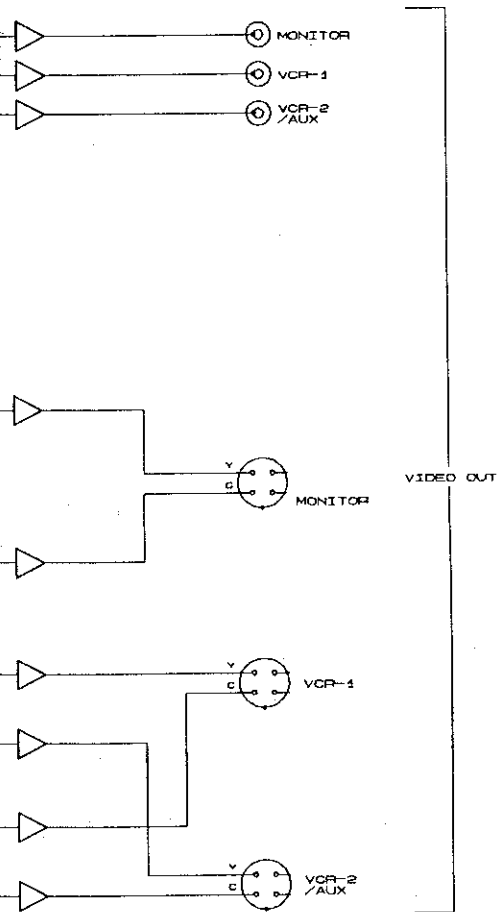 MONITOR
VCR-1
VCR-2
/AUX
Y
C
MONITOR
VIDEO OUT
Y
C
VCR-1
Y
C
VCR-2
/AUX